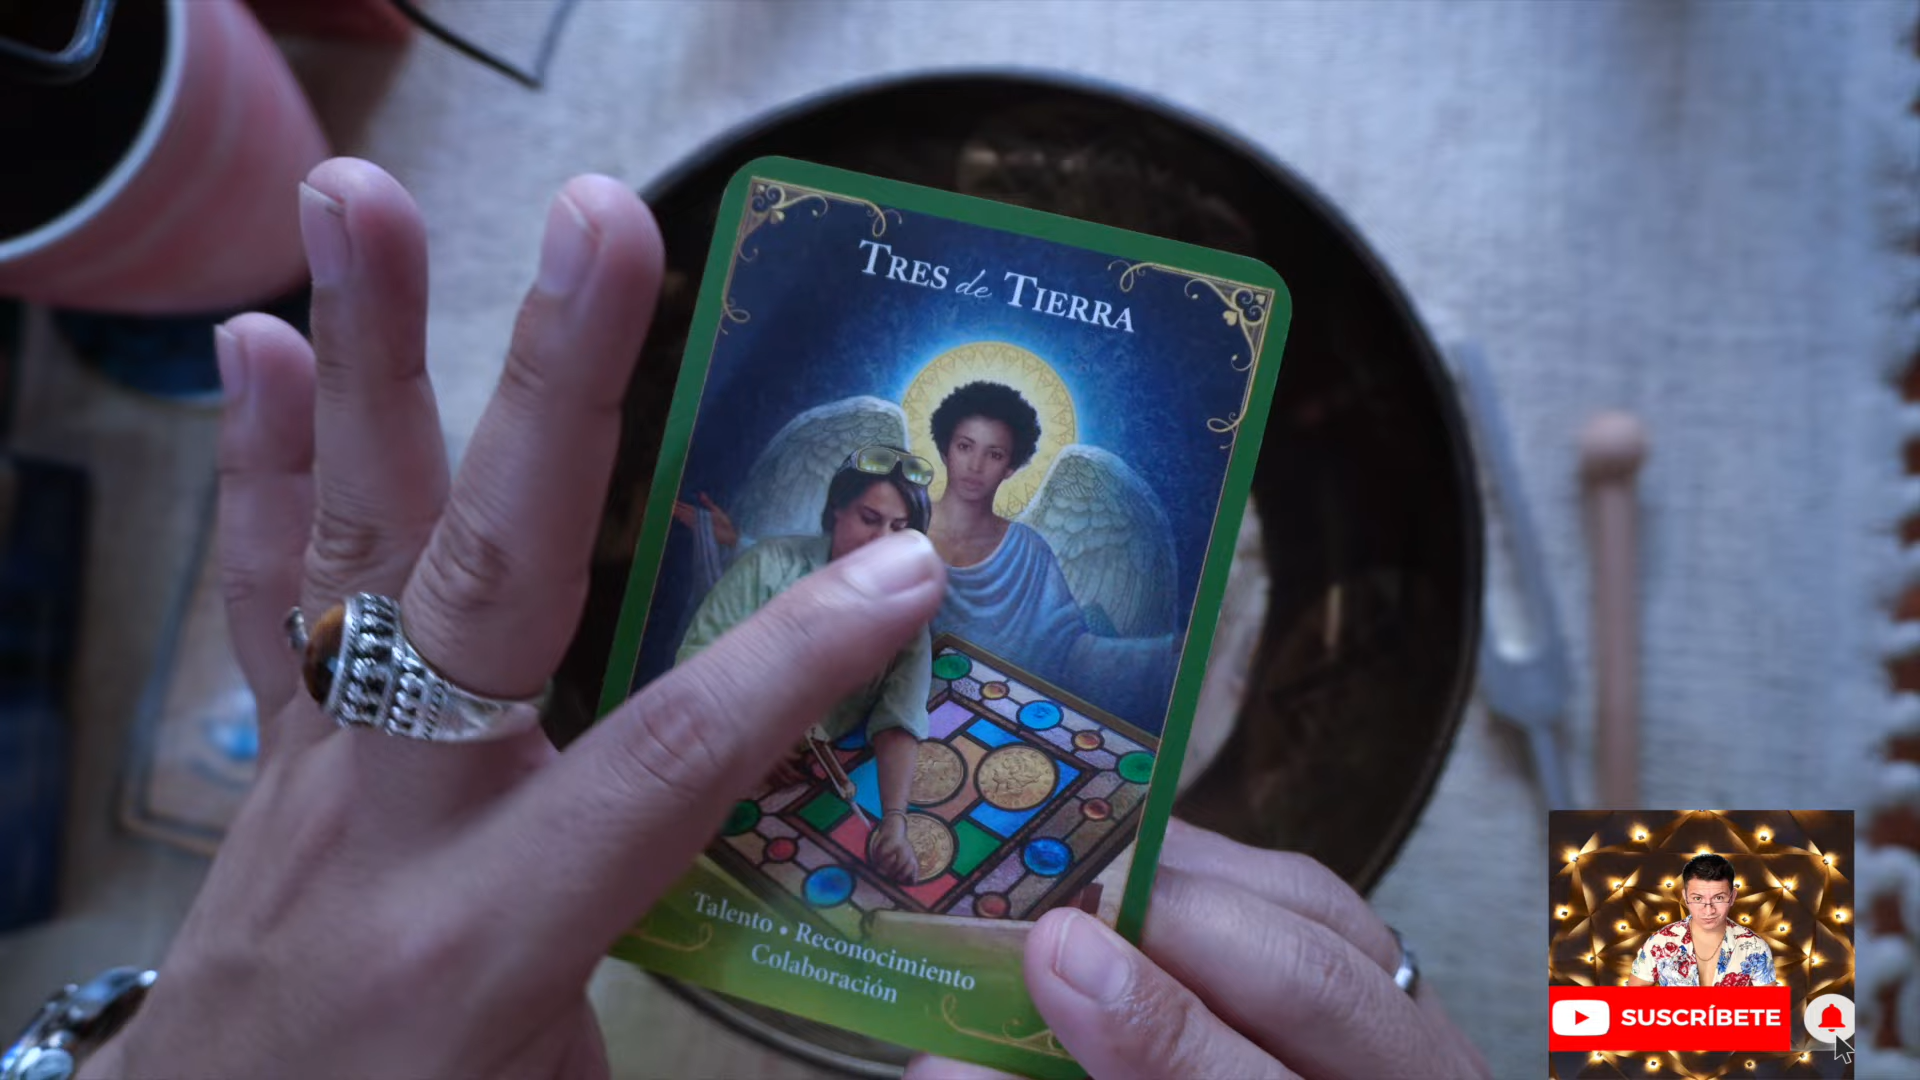 TRES de TIERRA
Talento • Reconocimiento
Colaboración
SUSCRÍBETE